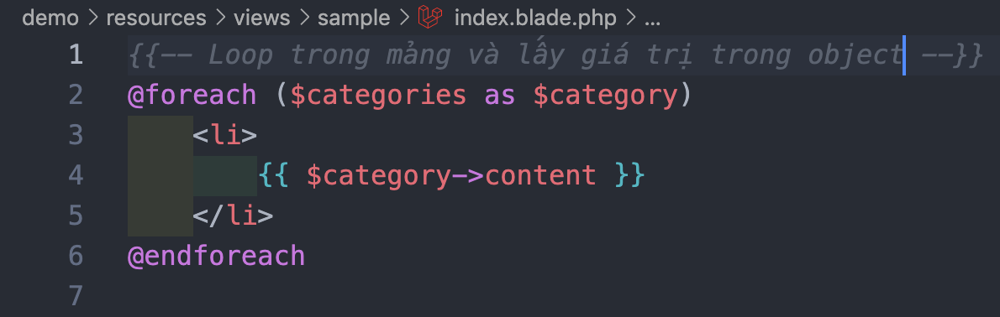 demo > resources > views > sample > index.blade.php > ...
1 {{-- Loop trong mảng và lấy giá trị trong object --}}
2 @foreach ($categories as $category)
3 <li>
4 {{ $category->content }}
5 </li>
6 @endforeach
7